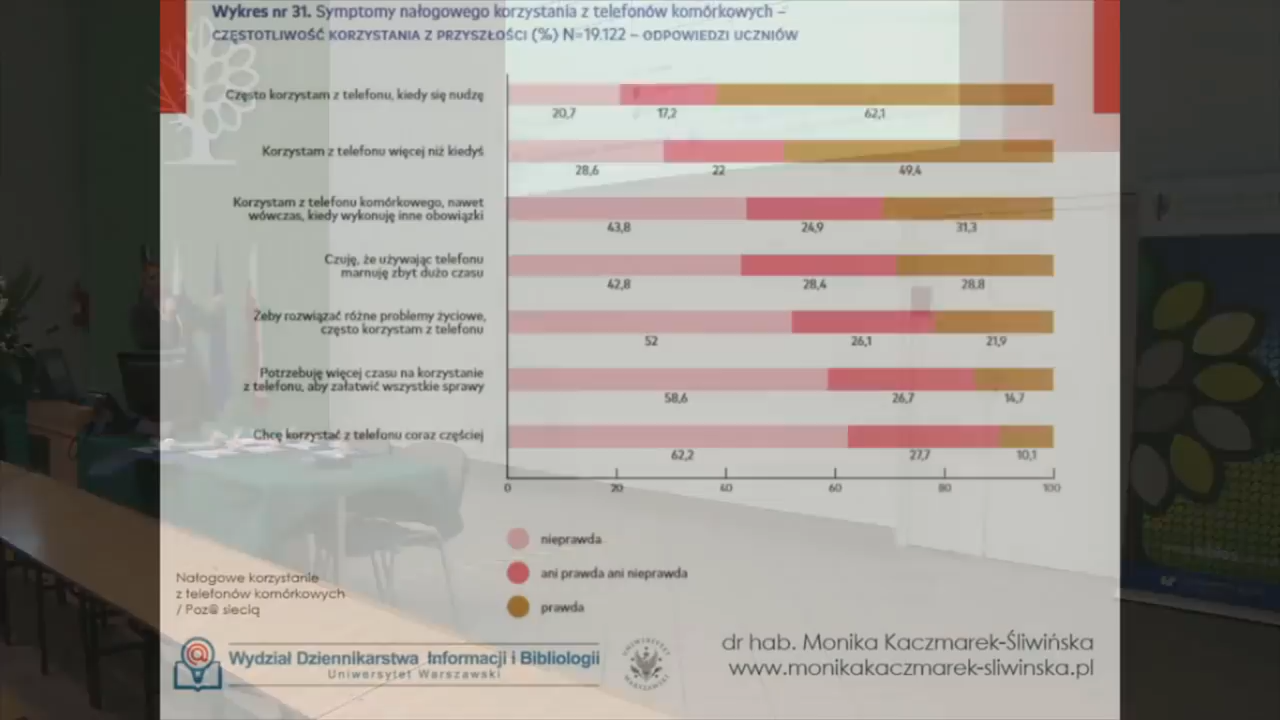 Wykres nr 31. Symptomy nałogowego korzystania z telefonów komórkowych –
CZĘSTOTLIWOŚĆ KORZYSTANIA Z PRZYSZŁOŚCI (%) N=19.122 – ODPOWIEDZI UCZNIÓW
Często korzystam z telefonu, kiedy się nudzę
20,7 17,2 62,1
Korzystam z telefonu więcej niż kiedyś
28,6 22 49,4
Korzystam z telefonu komórkowego, nawet
wówczas, kiedy wykonuję inne obowiązki
43,8 24,9 31,3
Czuję, że używając telefonu
marnuję zbyt dużo czasu
42,8 28,4 28,8
Żeby rozwiązać różne problemy życiowe,
często korzystam z telefonu
52 26,1 21,9
Potrzebuję więcej czasu na korzystanie
z telefonu, aby załatwić wszystkie sprawy
58,6 26,7 14,7
Chcę korzystać z telefonu coraz częściej
62,2 27,7 10,1
0 20 40 60 80 100
nieprawda
ani prawda ani nieprawda
prawda
Nałogowe korzystanie
z telefonów komórkowych
/ Poz@ siecią
Wydział Dziennikarstwa Informacji i Bibliologii
Uniwersytet Warszawski
UNIWERSYTET WARSZAWSKI
dr hab. Monika Kaczmarek-Śliwińska
www.monikakaczmarek-sliwinska.pl